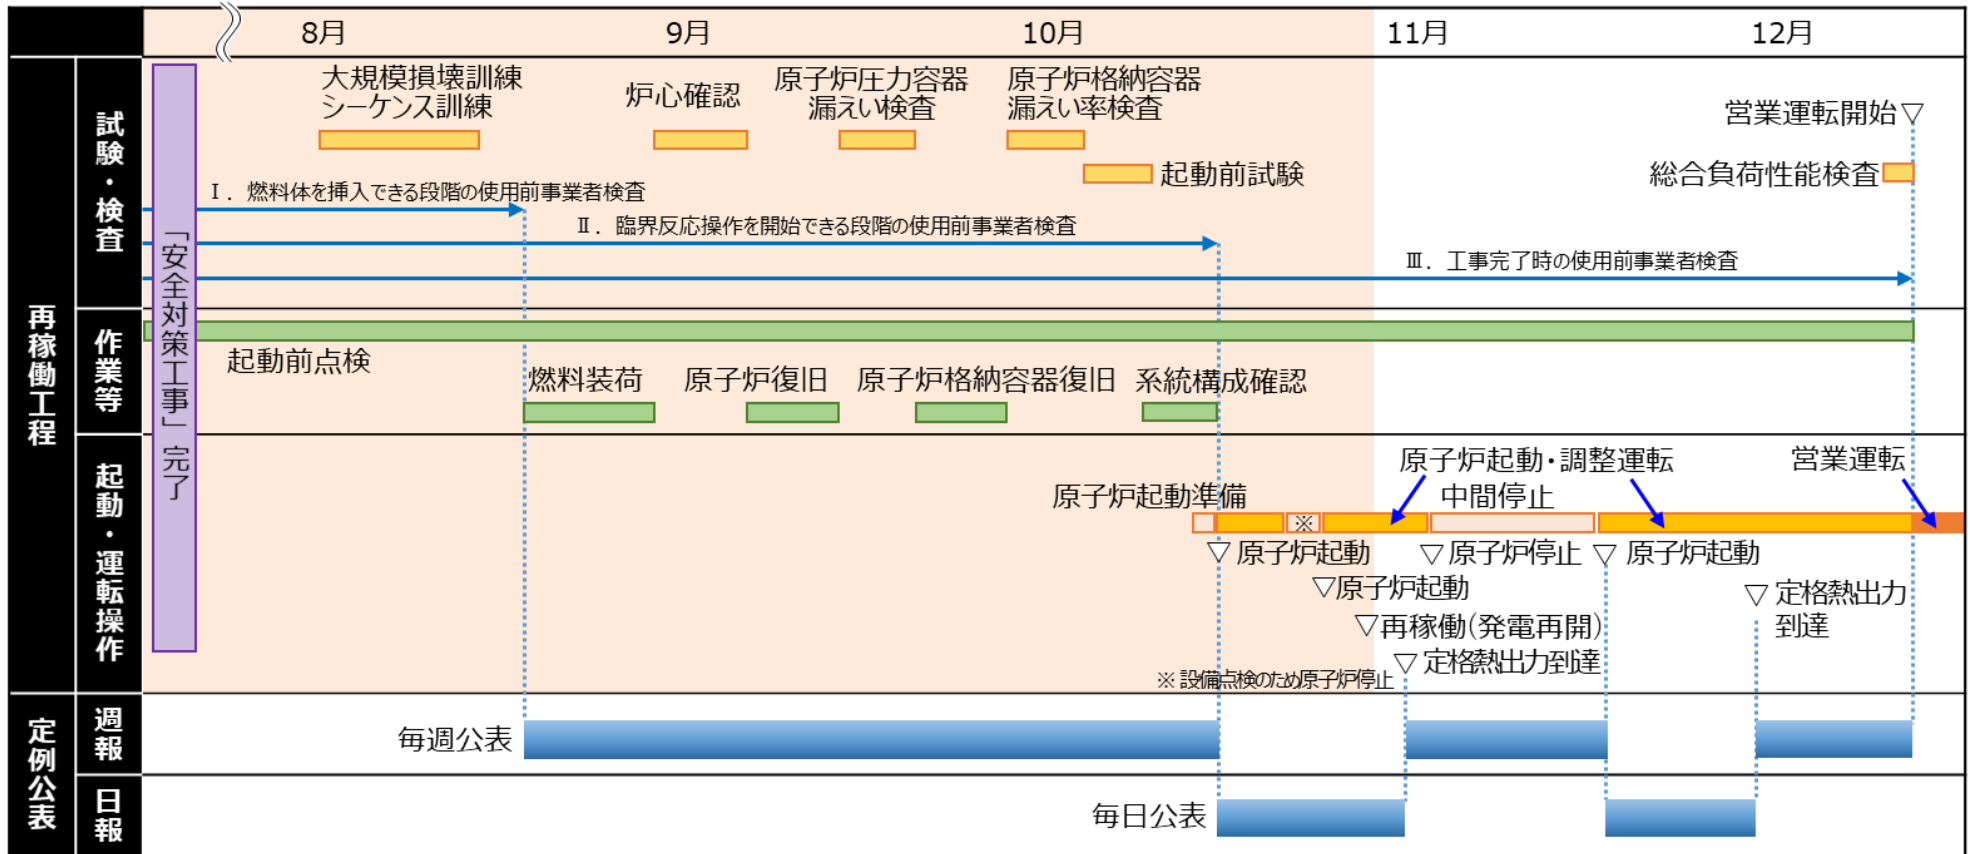 8月
9月
10月
11月
12月
再稼働工程
試験・検査
大規模損壊訓練
シーケンス訓練
炉心確認
原子炉圧力容器
漏えい検査
原子炉格納容器
漏えい率検査
起動前試験
営業運転開始▽
総合負荷性能検査
Ⅰ．燃料体を挿入できる段階の使用前事業者検査
Ⅱ．臨界反応操作を開始できる段階の使用前事業者検査
Ⅲ．工事完了時の使用前事業者検査
「安全対策工事」完了
作業等
起動前点検
燃料装荷
原子炉復旧
原子炉格納容器復旧
系統構成確認
起動・運転操作
原子炉起動・調整運転
営業運転
原子炉起動準備
中間停止
※
▽原子炉起動
▽原子炉停止
▽原子炉起動
▽原子炉起動
▽定格熱出力
到達
▽再稼働(発電再開)
▽定格熱出力到達
※設備点検のため原子炉停止
定例公表
週報
毎週公表
日報
毎日公表